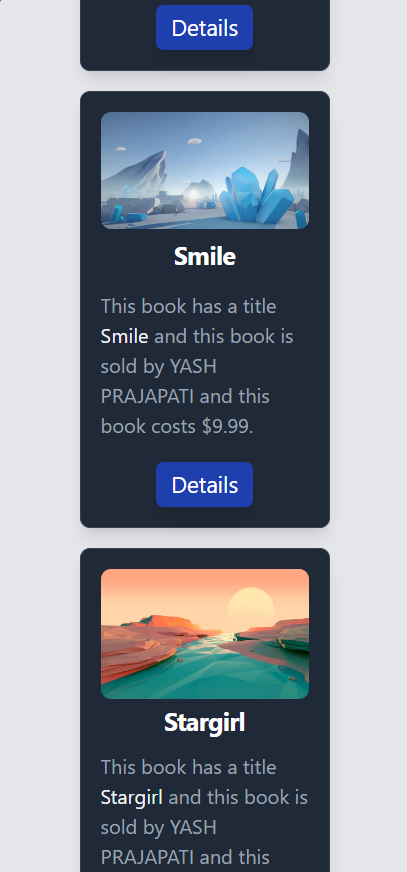 Details
Smile
This book has a title
Smile and this book is
sold by YASH
PRAJAPATI and this
book costs $9.99.
Details
Stargirl
This book has a title
Stargirl and this book is
sold by YASH
PRAJAPATI and this